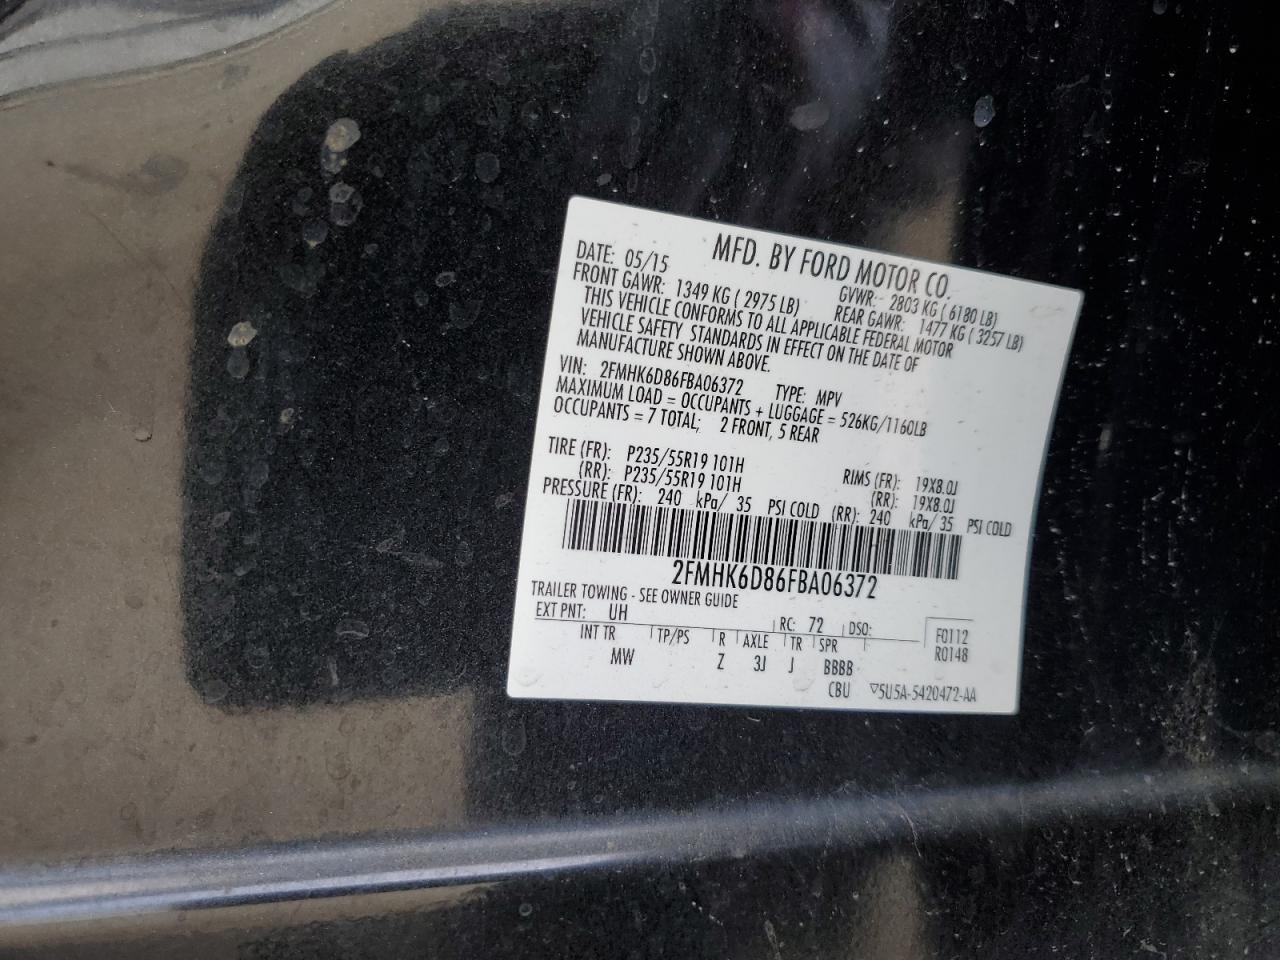 MFD. BY FORD MOTOR CO.
DATE: 05/15 GVWR: 2803 KG ( 6180 LB)
FRONT GAWR: 1349 KG ( 2975 LB) REAR GAWR: 1477 KG ( 3257 LB)
THIS VEHICLE CONFORMS TO ALL APPLICABLE FEDERAL MOTOR
VEHICLE SAFETY STANDARDS IN EFFECT ON THE DATE OF
MANUFACTURE SHOWN ABOVE.
VIN: 2FMHK6D86FBA06372 TYPE: MPV
MAXIMUM LOAD = OCCUPANTS + LUGGAGE = 526KG/1160LB
OCCUPANTS = 7 TOTAL; 2 FRONT, 5 REAR
TIRE (FR): P235/55R19 101H RIMS (FR): 19X8.0J
(RR): P235/55R19 101H (RR): 19X8.0J
PRESSURE (FR): 240 kPa/ 35 PSI COLD (RR): 240 kPa/ 35 PSI COLD
2FMHK6D86FBA06372
TRAILER TOWING - SEE OWNER GUIDE
EXT PNT: UH RC: 72 DSO: F0112
INT TR TP/PS R AXLE TR SPR R0148
MW Z 3J J BBBB
CBU ▽5U5A-5420472-AA